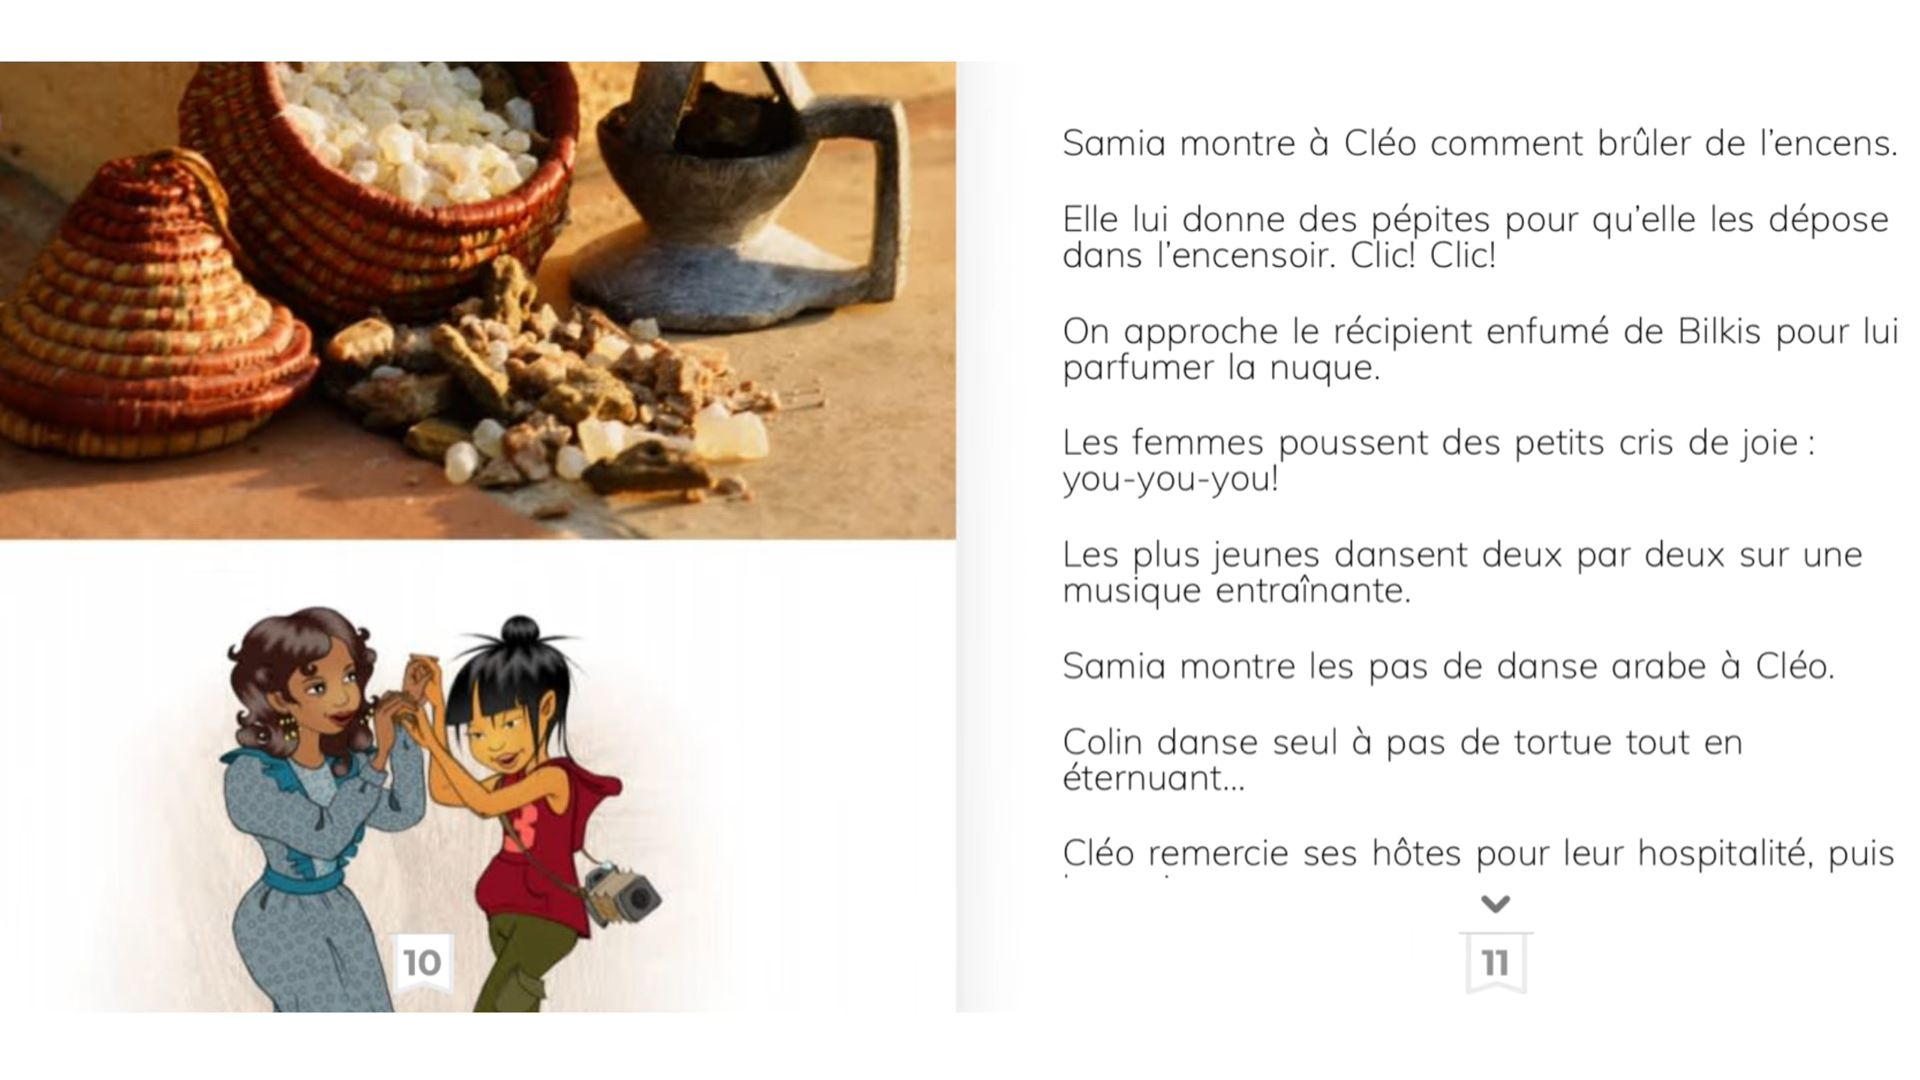 Samia montre à Cléo comment brûler de l'encens.
Elle lui donne des pépites pour qu'elle les dépose
dans l'encensoir. Clic! Clic!
On approche le récipient enfumé de Bilkis pour lui
parfumer la nuque.
Les femmes poussent des petits cris de joie :
you-you-you!
Les plus jeunes dansent deux par deux sur une
musique entraînante.
Samia montre les pas de danse arabe à Cléo.
Colin danse seul à pas de tortue tout en
éternuant...
Cléo remercie ses hôtes pour leur hospitalité, puis
10
11